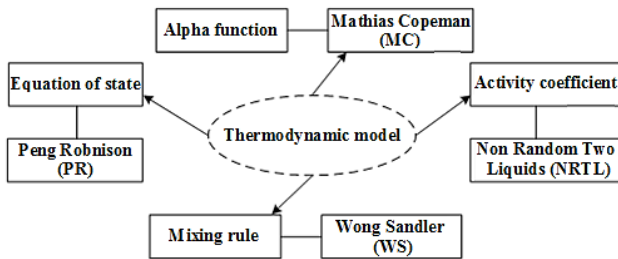 Alpha function
Mathias Copeman
(MC)
Equation of state
Activity coefficient
Thermodynamic model
Peng Robnison
(PR)
Non Random Two
Liquids (NRTL)
Mixing rule
Wong Sandler
(WS)